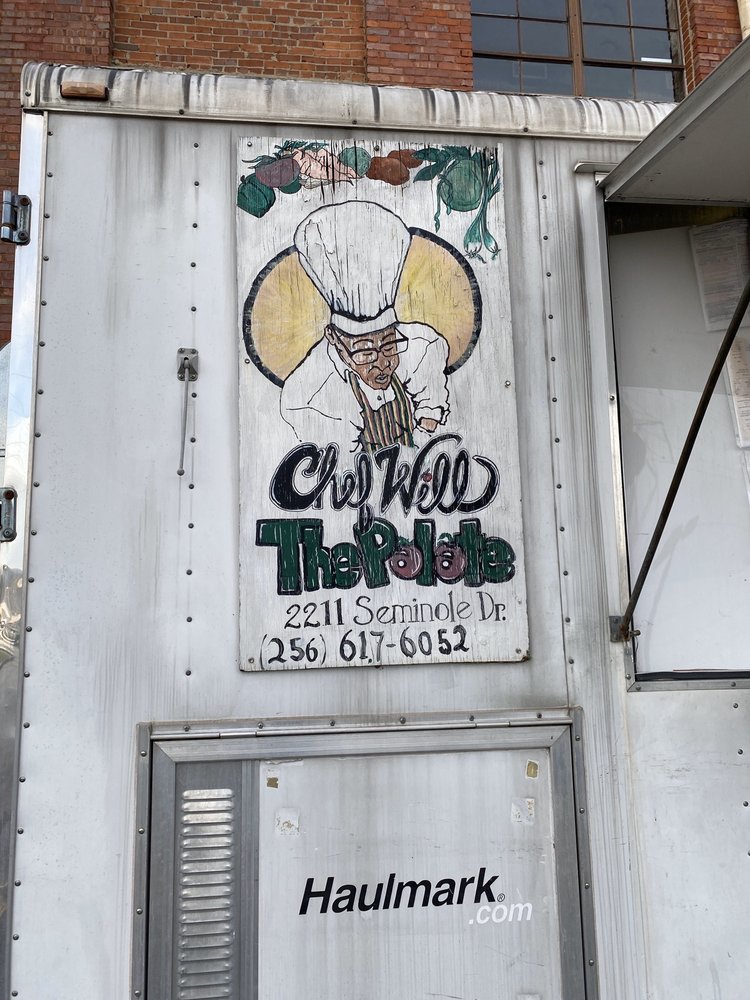 Chef Will
The Palate
2211 Seminole Dr.
(256) 617-6052
Haulmark®
.com